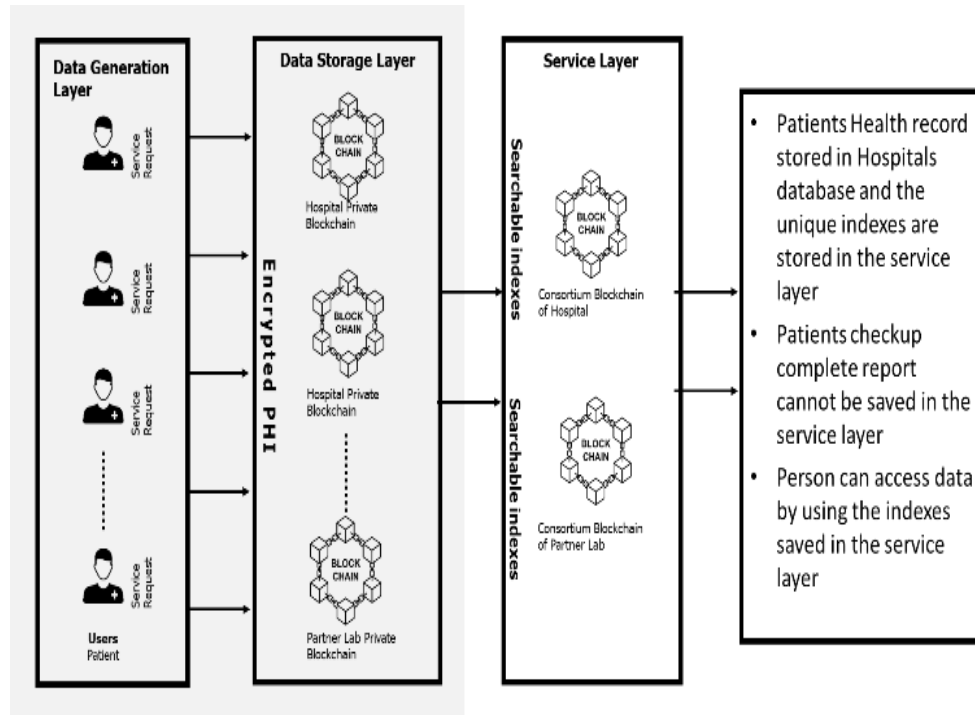 Data Generation
Layer
Service
Request
Service
Request
Service
Request
Service
Request
Users
Patient
Data Storage Layer
Encrypted PHI
BLOCK
CHAIN
Hospital Private
Blockchain
BLOCK
CHAIN
Hospital Private
Blockchain
BLOCK
CHAIN
Partner Lab Private
Blockchain
Service Layer
Searchable indexes
Searchable indexes
BLOCK
CHAIN
Consortium Blockchain
of Hospital
BLOCK
CHAIN
Consortium Blockchain
of Partner Lab
• Patients Health record
stored in Hospitals
database and the
unique indexes are
stored in the service
layer
• Patients checkup
complete report
cannot be saved in the
service layer
• Person can access data
by using the indexes
saved in the service
layer